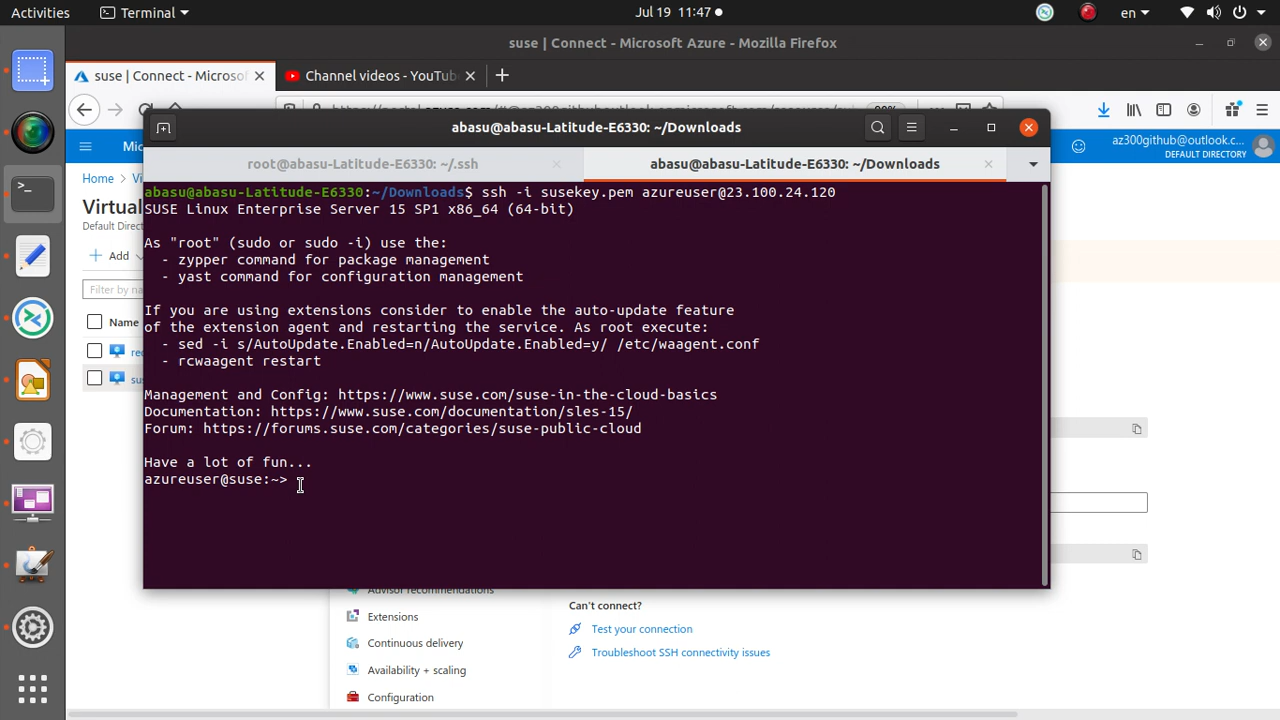 Activities
Terminal
Jul 19 11:47
en
suse | Connect - Microsoft Azure - Mozilla Firefox
suse | Connect - Microsof
Channel videos - YouTub
abasu@abasu-Latitude-E6330: ~/Downloads
root@abasu-Latitude-E6330: ~/.ssh
abasu@abasu-Latitude-E6330: ~/Downloads
az300github@outlook.c...
DEFAULT DIRECTORY
Home
Virtual
Default Direct
Add
Filter by na
Name
abasu@abasu-Latitude-E6330:~/Downloads$ ssh -i susekey.pem azureuser@23.100.24.120
SUSE Linux Enterprise Server 15 SP1 x86_64 (64-bit)
As "root" (sudo or sudo -i) use the:
- zypper command for package management
- yast command for configuration management
If you are using extensions consider to enable the auto-update feature
of the extension agent and restarting the service. As root execute:
- sed -i s/AutoUpdate.Enabled=n/AutoUpdate.Enabled=y/ /etc/waagent.conf
- rcwaagent restart
Management and Config: https://www.suse.com/suse-in-the-cloud-basics
Documentation: https://www.suse.com/documentation/sles-15/
Forum: https://forums.suse.com/categories/suse-public-cloud
Have a lot of fun...
azureuser@suse:~>
Advisor recommendations
Extensions
Continuous delivery
Availability + scaling
Configuration
Can't connect?
Test your connection
Troubleshoot SSH connectivity issues